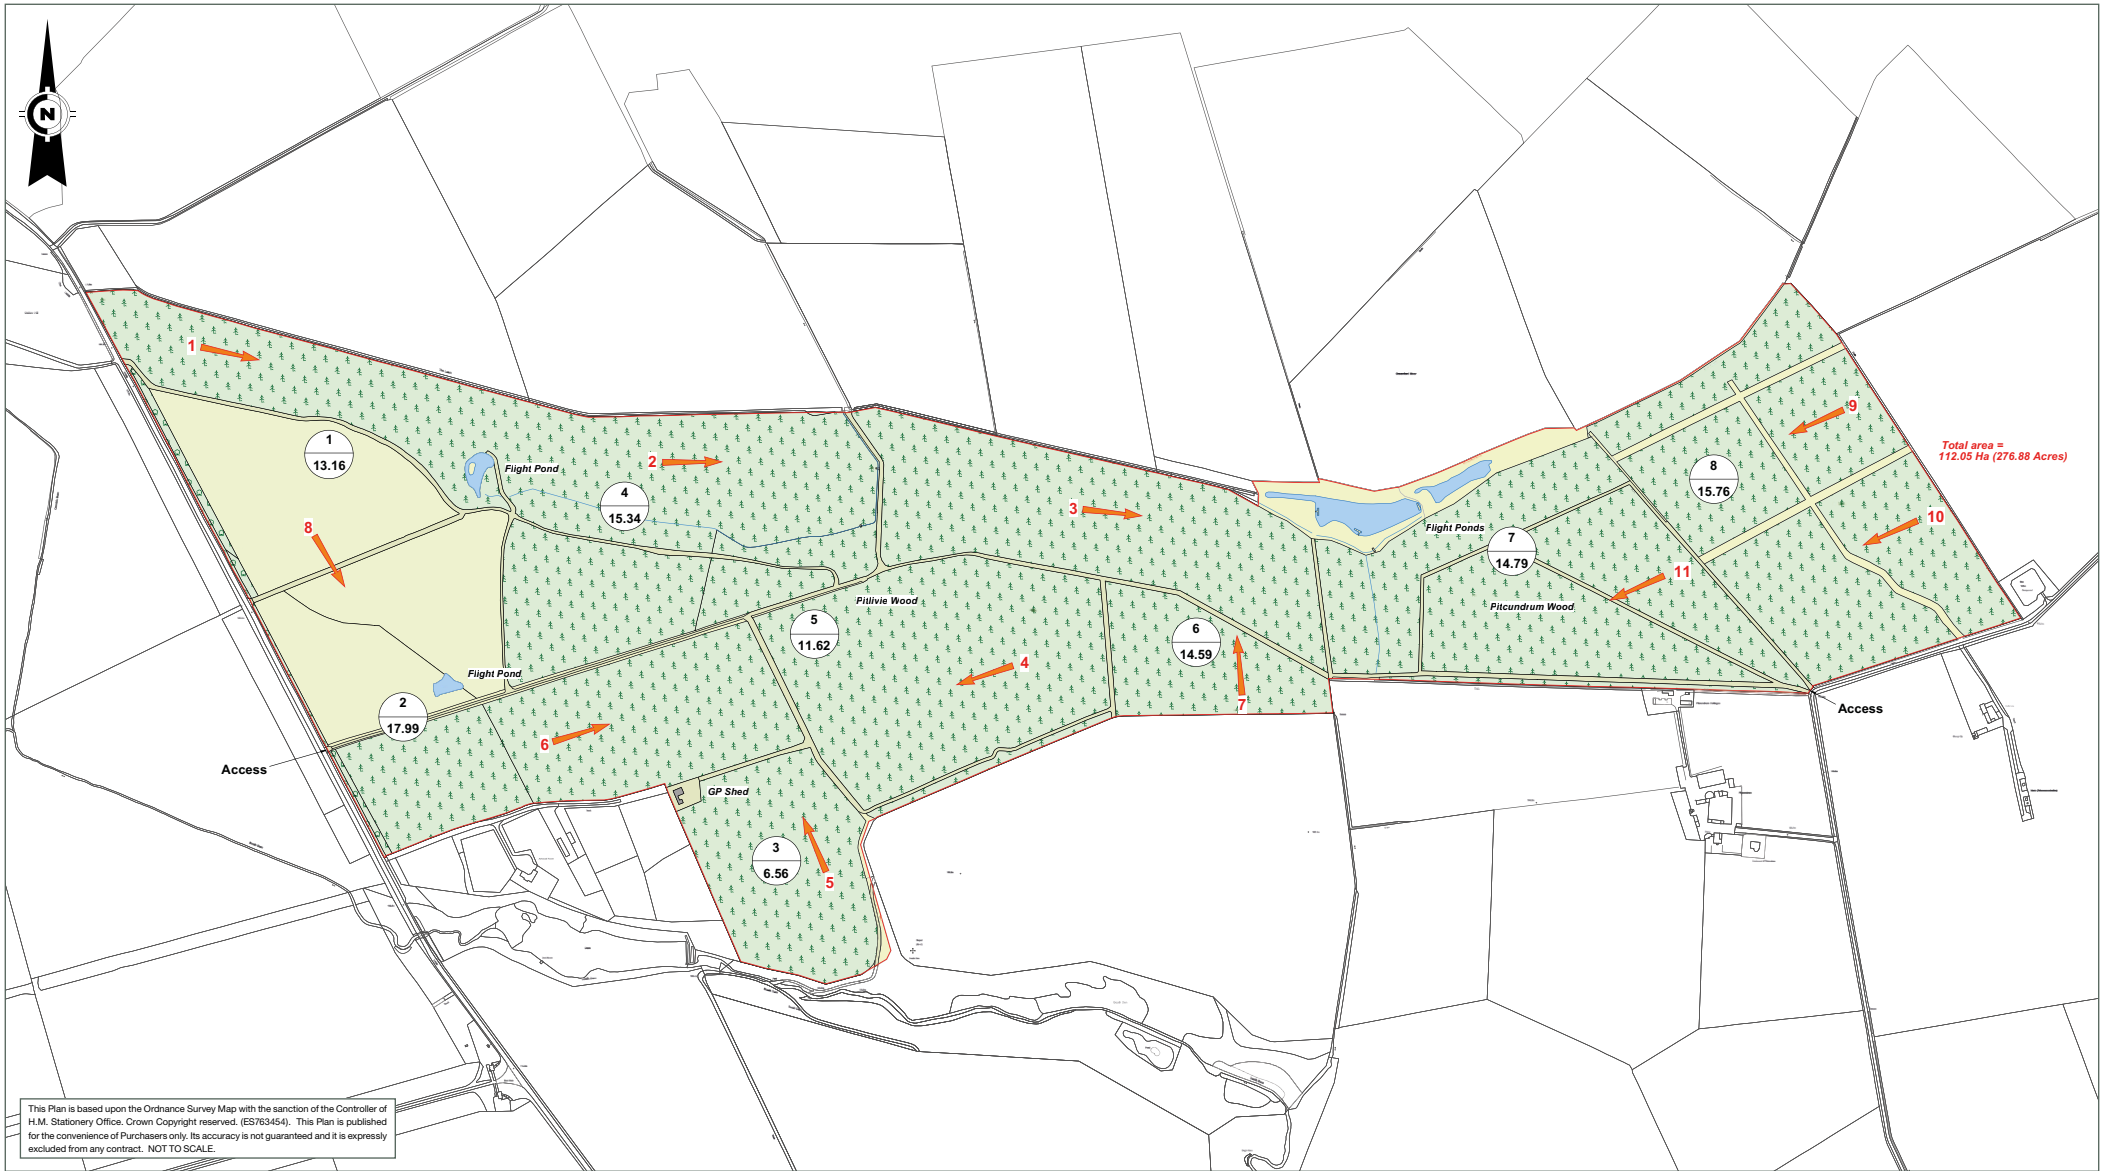 N
1
1
13.16
2
Flight Pond
4
15.34
3
8
Flight Ponds
7
14.79
11
Pitcundrum Wood
8
15.76
9
10
Total area =
112.05 Ha (276.88 Acres)
Pitlivie Wood
5
11.62
6
14.59
4
7
Flight Pond
2
17.99
6
Access
Access
GP Shed
3
6.56
5
This Plan is based upon the Ordnance Survey Map with the sanction of the Controller of
H.M. Stationery Office. Crown Copyright reserved. (ES763454). This Plan is published
for the convenience of Purchasers only. Its accuracy is not guaranteed and it is expressly
excluded from any contract. NOT TO SCALE.